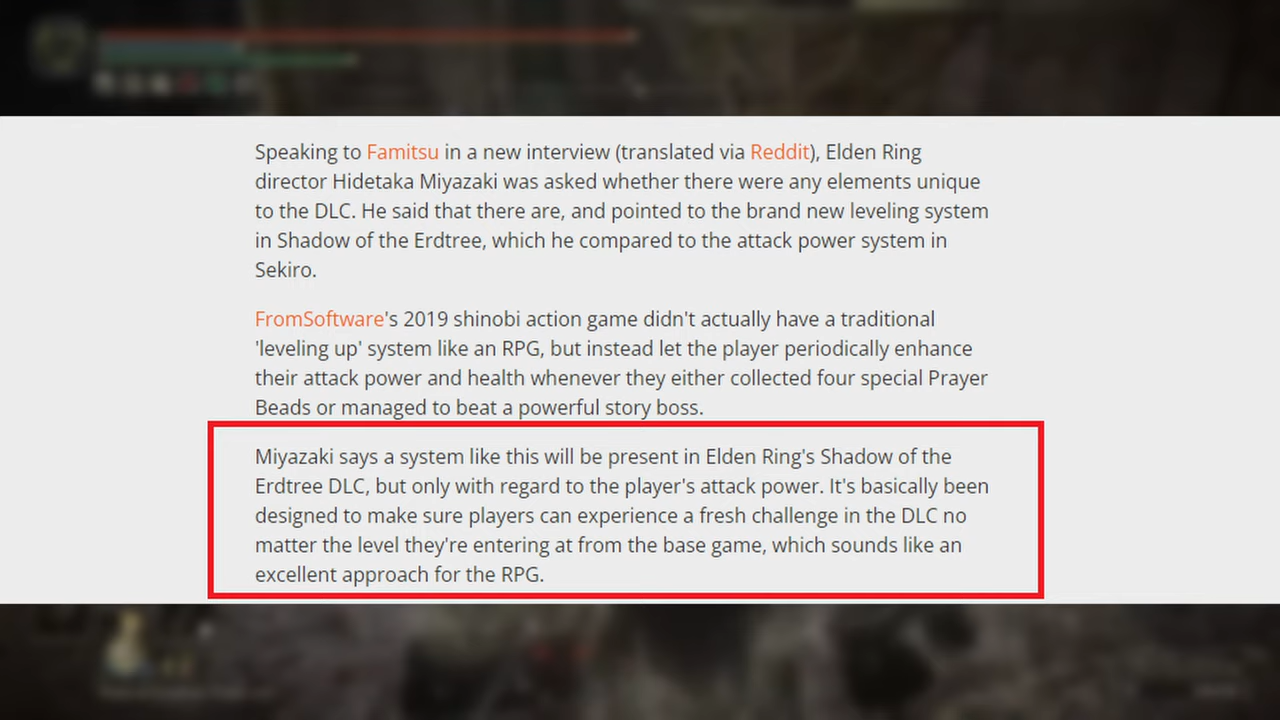 Speaking to Famitsu in a new interview (translated via Reddit), Elden Ring
director Hidetaka Miyazaki was asked whether there were any elements unique
to the DLC. He said that there are, and pointed to the brand new leveling system
in Shadow of the Erdtree, which he compared to the attack power system in
Sekiro.
FromSoftware's 2019 shinobi action game didn't actually have a traditional
'leveling up' system like an RPG, but instead let the player periodically enhance
their attack power and health whenever they either collected four special Prayer
Beads or managed to beat a powerful story boss.
Miyazaki says a system like this will be present in Elden Ring's Shadow of the
Erdtree DLC, but only with regard to the player's attack power. It's basically been
designed to make sure players can experience a fresh challenge in the DLC no
matter the level they're entering at from the base game, which sounds like an
excellent approach for the RPG.